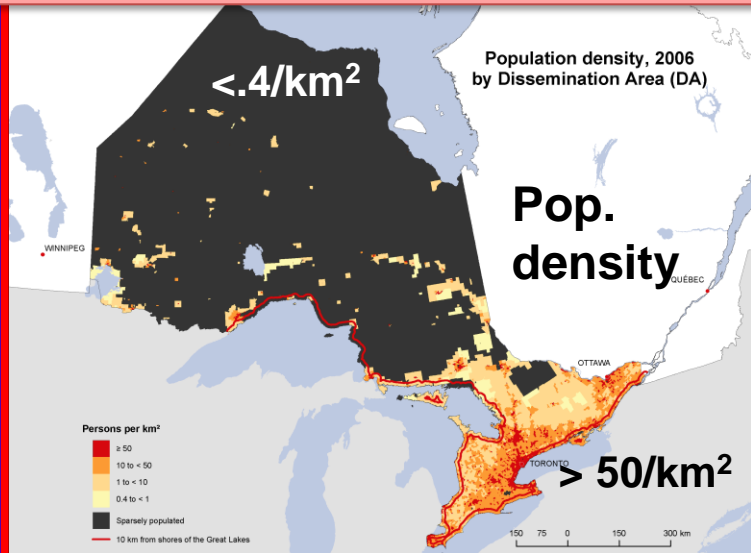 <.4/km²
Population density, 2006
by Dissemination Area (DA)
Pop.
density
WINNIPEG
QUÉBEC
OTTAWA
TORONTO
> 50/km²
Persons per km²
≥ 50
10 to < 50
1 to < 10
0.4 to < 1
Sparsely populated
10 km from shores of the Great Lakes
150 75 0 150 300 km